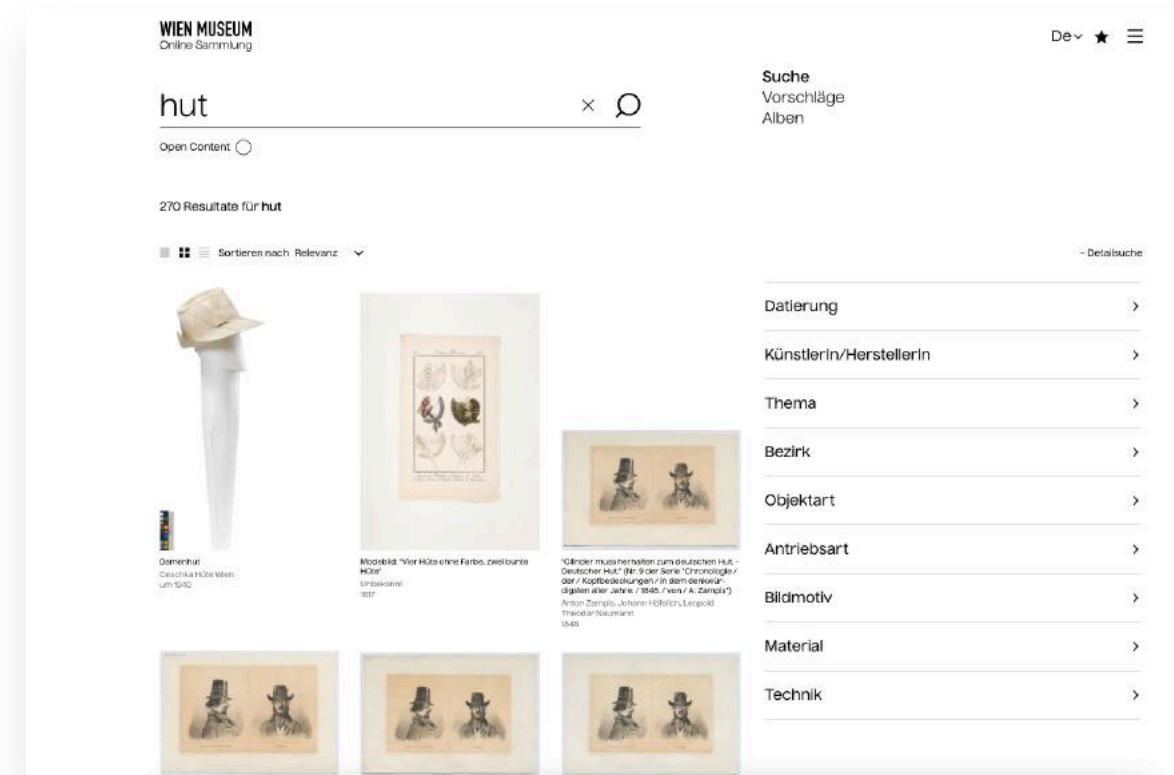 WIEN MUSEUM
Online Sammlung
De
hut
Open Content
Suche
Vorschläge
Alben
270 Resultate für hut
Sortieren nach Relevanz
- Detailsuche
Damenhut
Ceschka Hüte Wien
um 1940
Modebild: "Vier Hüte ohne Farbe, zwei bunte
Hüte"
Unbekannt
1817
"Cilinder muss herhalten zum deutschen Hut. -
Deutscher Hut." (Nr. 9 der Serie "Chronologie /
der / Kopfbedeckungen / in dem denkwür-
digsten aller Jahre. / 1848. / von / A. Zampis")
Anton Zampis, Johann Höfelich, Leopold
Theodor Neumann
1848
Datierung
KünstlerIn/HerstellerIn
Thema
Bezirk
Objektart
Antriebsart
Bildmotiv
Material
Technik